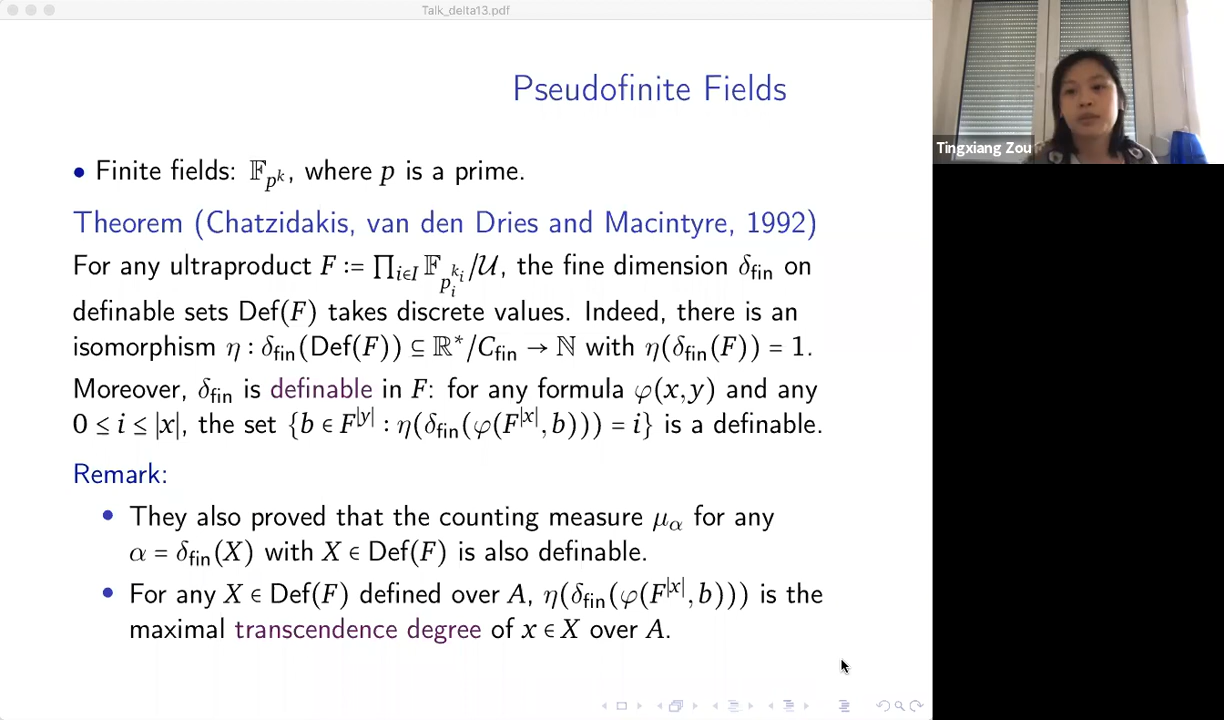 Talk_delta13.pdf
Pseudofinite Fields
• Finite fields: 𝔽_{p^k}, where p is a prime.
Theorem (Chatzidakis, van den Dries and Macintyre, 1992)
For any ultraproduct F := ∏_{i∈I} 𝔽_{p_i^{k_i}}/𝒰, the fine dimension δ_fin on
definable sets Def(F) takes discrete values. Indeed, there is an
isomorphism η : δ_fin(Def(F)) ⊆ ℝ*/C_fin → ℕ with η(δ_fin(F)) = 1.
Moreover, δ_fin is definable in F: for any formula φ(x,y) and any
0 ≤ i ≤ |x|, the set {b ∈ F^{|y|} : η(δ_fin(φ(F^{|x|}, b))) = i} is a definable.
Remark:
• They also proved that the counting measure μ_α for any
α = δ_fin(X) with X ∈ Def(F) is also definable.
• For any X ∈ Def(F) defined over A, η(δ_fin(φ(F^{|x|}, b))) is the
maximal transcendence degree of x ∈ X over A.
Tingxiang Zou